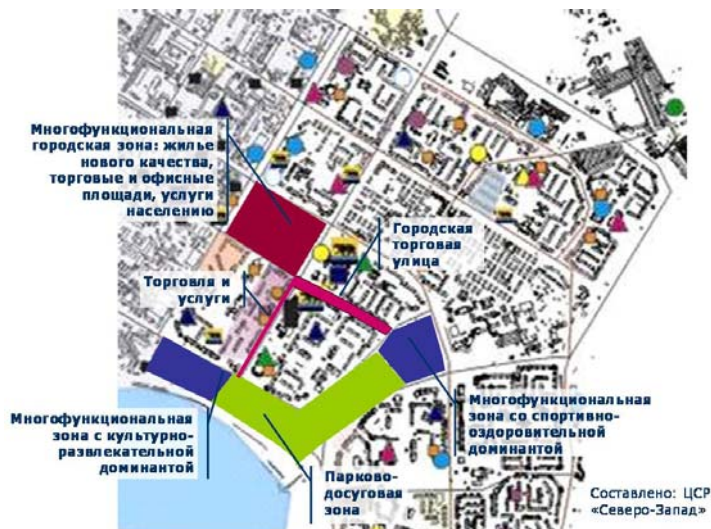 Многофункциональная
городская зона: жилье
нового качества,
торговые и офисные
площади, услуги
населению
Городская
торговая
улица
Торговля и
услуги
Многофункциональная
зона с культурно-
развлекательной
доминантой
Парково-
досуговая
зона
Многофункциональная
зона со спортивно-
оздоровительной
доминантой
Составлено: ЦСР
«Северо-Запад»